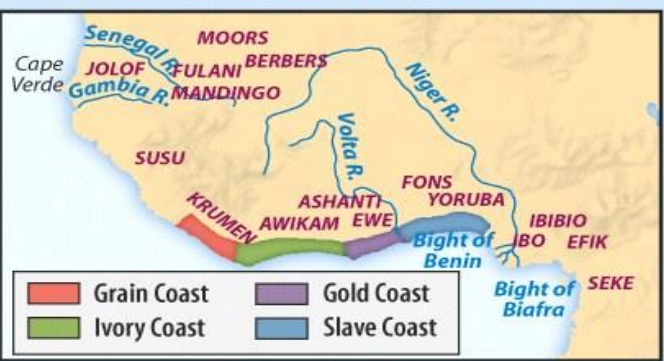 MOORS
Senegal R.
BERBERS
Cape
Verde
JOLOF
FULANI
Gambia R.
MANDINGO
Niger R.
Volta R.
SUSU
FONS
YORUBA
ASHANTI
KRUMEN
AWIKAM
EWE
IBIBIO
IBO
EFIK
Bight of
Benin
SEKE
Bight of
Biafra
Grain Coast
Gold Coast
Ivory Coast
Slave Coast